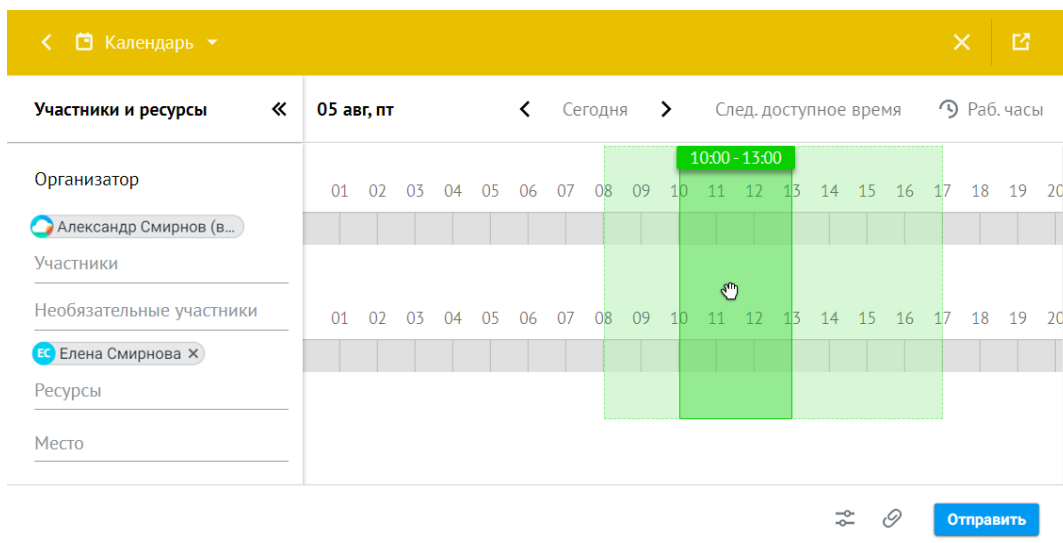 Календарь
Участники и ресурсы
05 авг, пт
Сегодня
След. доступное время
Раб. часы
10:00 - 13:00
Организатор
01 02 03 04 05 06 07 08 09 10 11 12 13 14 15 16 17 18 19 20
Александр Смирнов (в...
Участники
Необязательные участники
01 02 03 04 05 06 07 08 09 10 11 12 13 14 15 16 17 18 19 20
ЕС Елена Смирнова
Ресурсы
Место
Отправить